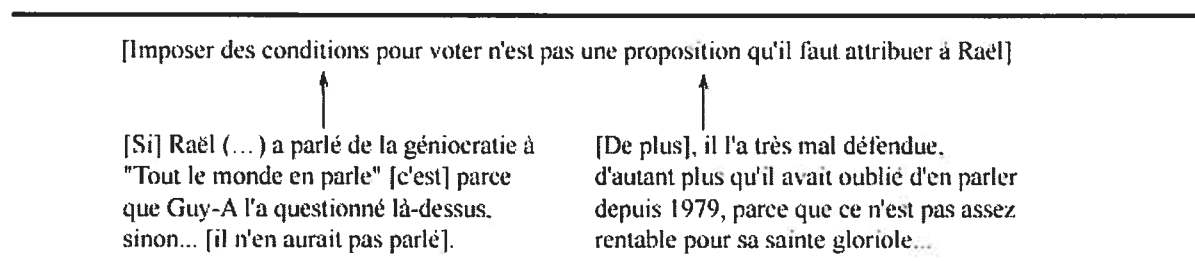 [Imposer des conditions pour voter n'est pas une proposition qu'il faut attribuer à Raël]
[Si] Raël (...) a parlé de la géniocratie à
"Tout le monde en parle" [c'est] parce
que Guy-A l'a questionné là-dessus,
sinon... [il n'en aurait pas parlé].
[De plus], il l'a très mal défendue,
d'autant plus qu'il avait oublié d'en parler
depuis 1979, parce que ce n'est pas assez
rentable pour sa sainte gloriole...